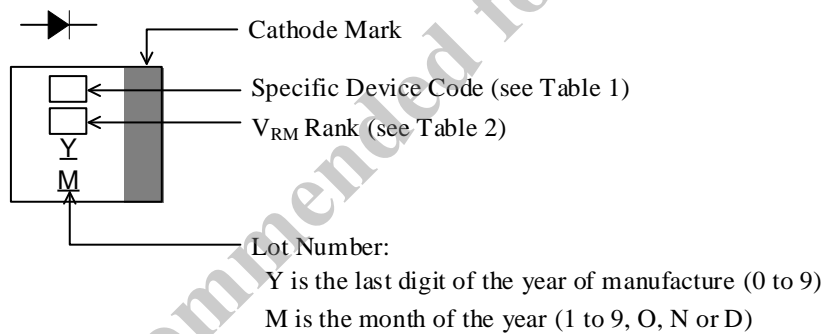 Cathode Mark
Specific Device Code (see Table 1)
VRM Rank (see Table 2)
Y
M
Lot Number:
Y is the last digit of the year of manufacture (0 to 9)
M is the month of the year (1 to 9, O, N or D)